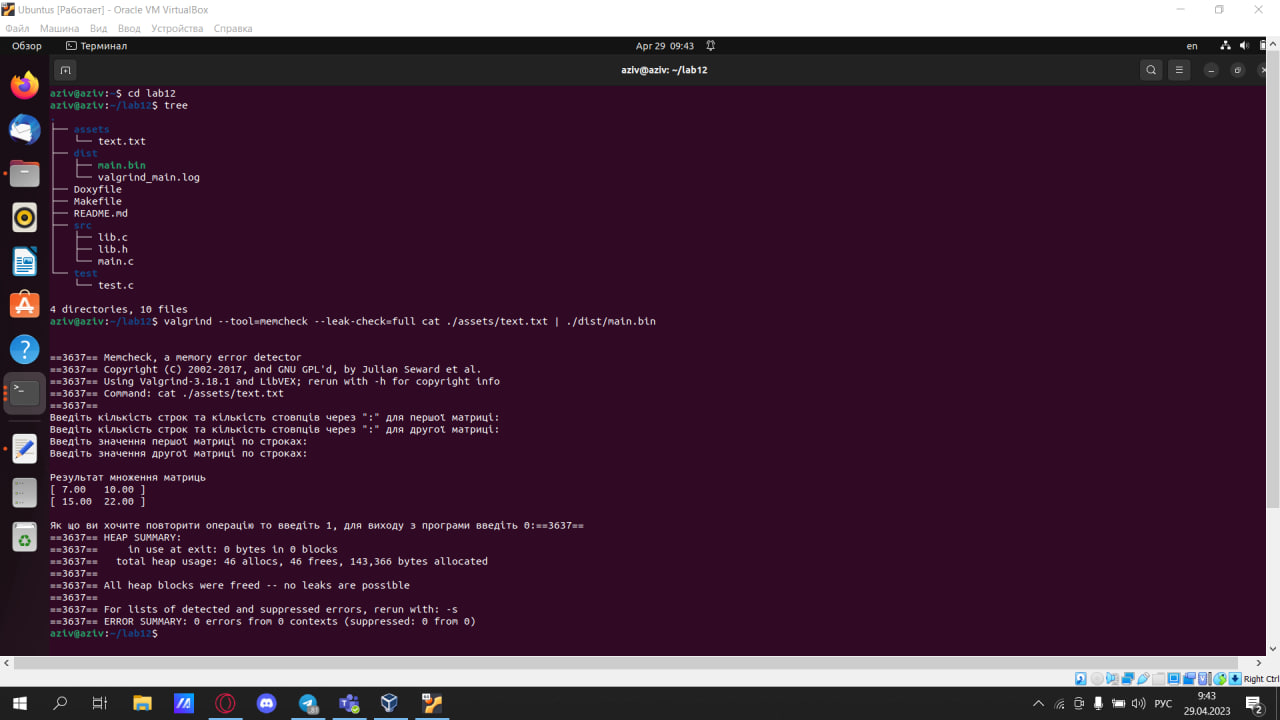 Ubuntus [Работает] - Oracle VM VirtualBox
Файл Машина Вид Ввод Устройства Справка
Обзор Терминал Apr 29 09:43 en
aziv@aziv: ~/lab12
aziv@aziv:~$ cd lab12
aziv@aziv:~/lab12$ tree
.
├── assets
│   └── text.txt
├── dist
│   ├── main.bin
│   └── valgrind_main.log
├── Doxyfile
├── Makefile
├── README.md
├── src
│   ├── lib.c
│   ├── lib.h
│   └── main.c
└── test
    └── test.c
4 directories, 10 files
aziv@aziv:~/lab12$ valgrind --tool=memcheck --leak-check=full cat ./assets/text.txt | ./dist/main.bin
==3637== Memcheck, a memory error detector
==3637== Copyright (C) 2002-2017, and GNU GPL'd, by Julian Seward et al.
==3637== Using Valgrind-3.18.1 and LibVEX; rerun with -h for copyright info
==3637== Command: cat ./assets/text.txt
==3637==
Введіть кількість строк та кількість стовпців через ":" для першої матриці:
Введіть кількість строк та кількість стовпців через ":" для другої матриці:
Введіть значення першої матриці по строках:
Введіть значення другої матриці по строках:
Результат множення матриць
[ 7.00 10.00 ]
[ 15.00 22.00 ]
Як що ви хочите повторити операцію то введіть 1, для виходу з програми введіть 0:==3637==
==3637== HEAP SUMMARY:
==3637==     in use at exit: 0 bytes in 0 blocks
==3637==   total heap usage: 46 allocs, 46 frees, 143,366 bytes allocated
==3637==
==3637== All heap blocks were freed -- no leaks are possible
==3637==
==3637== For lists of detected and suppressed errors, rerun with: -s
==3637== ERROR SUMMARY: 0 errors from 0 contexts (suppressed: 0 from 0)
aziv@aziv:~/lab12$
Right Ctrl
РУС
9:43
29.04.2023
2